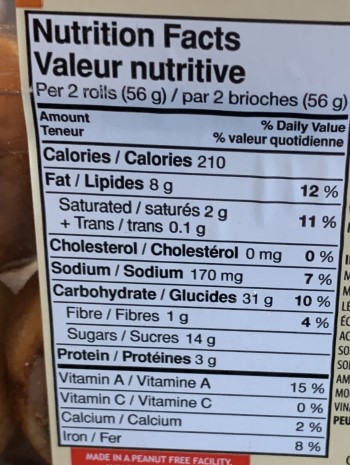 Nutrition Facts
Valeur nutritive
Per 2 rolls (56 g) / par 2 brioches (56 g)
Amount
Teneur
% Daily Value
% valeur quotidienne
Calories / Calories 210
Fat / Lipides 8 g 12 %
Saturated / saturés 2 g
+ Trans / trans 0.1 g 11 %
Cholesterol / Cholestérol 0 mg 0 %
Sodium / Sodium 170 mg 7 %
Carbohydrate / Glucides 31 g 10 %
Fibre / Fibres 1 g 4 %
Sugars / Sucres 14 g
Protein / Protéines 3 g
Vitamin A / Vitamine A 15 %
Vitamin C / Vitamine C 0 %
Calcium / Calcium 2 %
Iron / Fer 8 %
MADE IN A PEANUT FREE FACILITY.